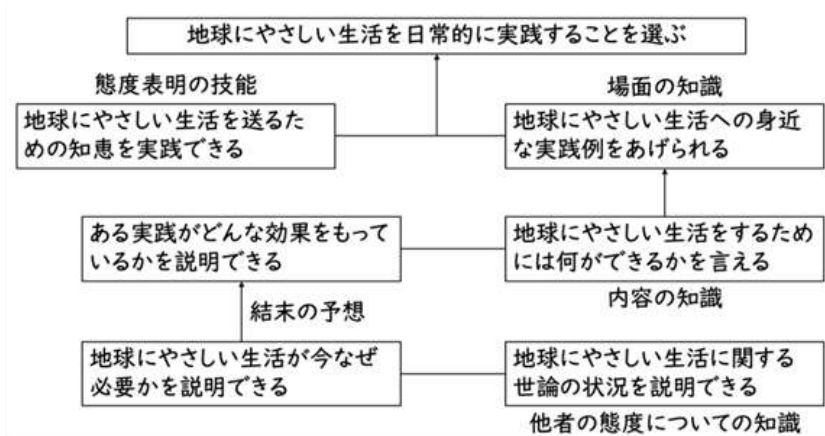 地球にやさしい生活を日常的に実践することを選ぶ
態度表明の技能
地球にやさしい生活を送るた
めの知恵を実践できる
場面の知識
地球にやさしい生活への身近
な実践例をあげられる
ある実践がどんな効果をもって
いるかを説明できる
地球にやさしい生活をするため
には何ができるかを言える
内容の知識
結末の予想
地球にやさしい生活が今なぜ
必要かを説明できる
地球にやさしい生活に関する
世論の状況を説明できる
他者の態度についての知識